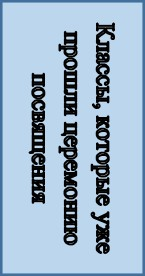 Классы, которые уже
прошли церемонию
посвящения